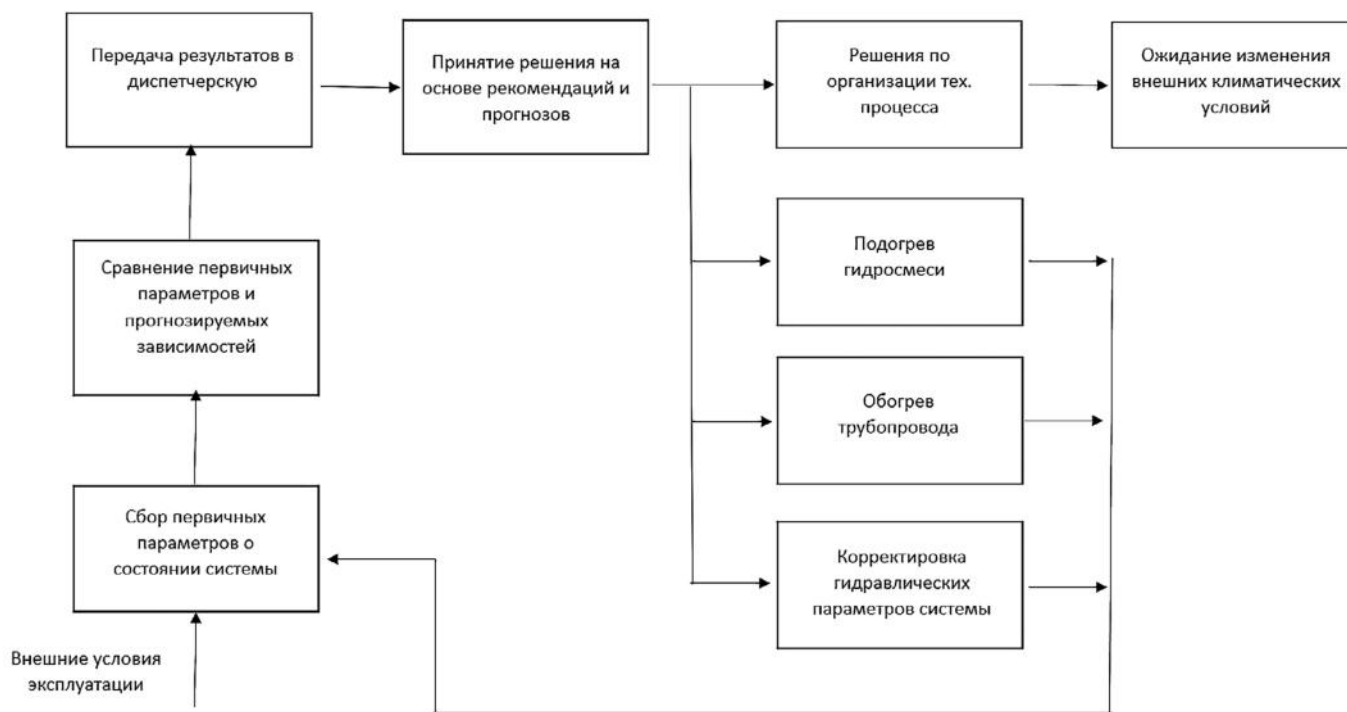 Передача результатов в
диспетчерскую
Принятие решения на
основе рекомендаций и
прогнозов
Решения по
организации тех.
процесса
Ожидание изменения
внешних климатических
условий
Сравнение первичных
параметров и
прогнозируемых
зависимостей
Подогрев
гидросмеси
Обогрев
трубопровода
Сбор первичных
параметров о
состоянии системы
Корректировка
гидравлических
параметров системы
Внешние условия
эксплуатации